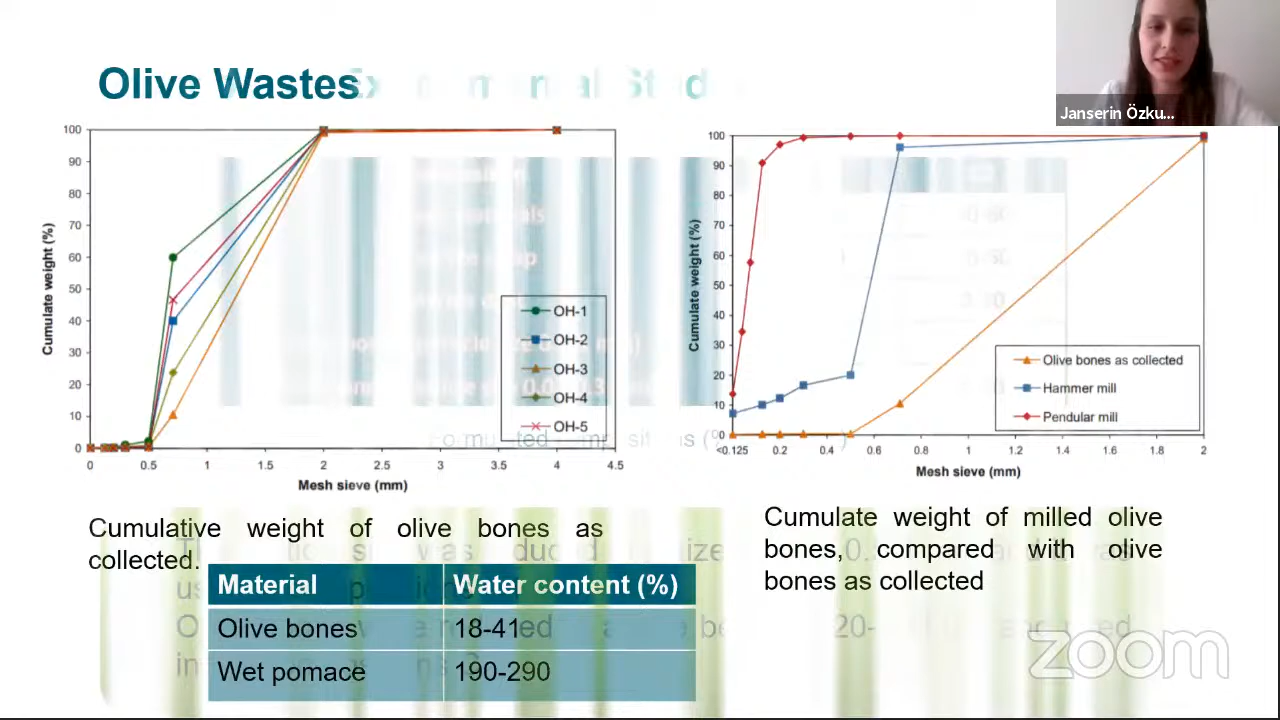 Olive Wastes
Janserin Özku...
100
90
80
70
60
50
40
30
20
10
0
Cumulate weight (%)
0 0.5 1 1.5 2 2.5 3 3.5 4 4.5
Mesh sieve (mm)
OH-1
OH-2
OH-3
OH-4
OH-5
100
90
80
70
60
50
40
30
20
10
0
Cumulate weight (%)
<0.125 0.2 0.4 0.6 0.8 1 1.2 1.4 1.6 1.8 2
Mesh sieve (mm)
Olive bones as collected
Hammer mill
Pendular mill
Cumulative weight of olive bones as
collected.
Cumulate weight of milled olive
bones, compared with olive
bones as collected
Material Water content (%)
Olive bones 18-41
Wet pomace 190-290
zoom